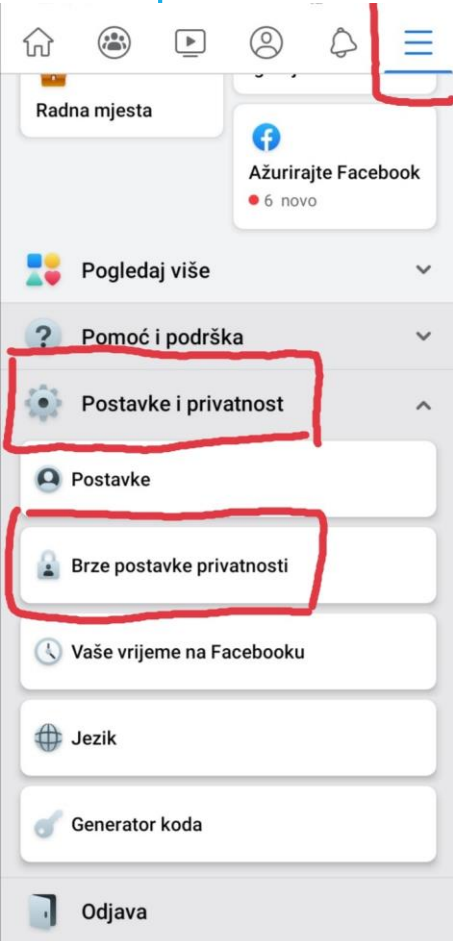 Radna mjesta
Ažurirajte Facebook
6 novo
Pogledaj više
Pomoć i podrška
Postavke i privatnost
Postavke
Brze postavke privatnosti
Vaše vrijeme na Facebooku
Jezik
Generator koda
Odjava